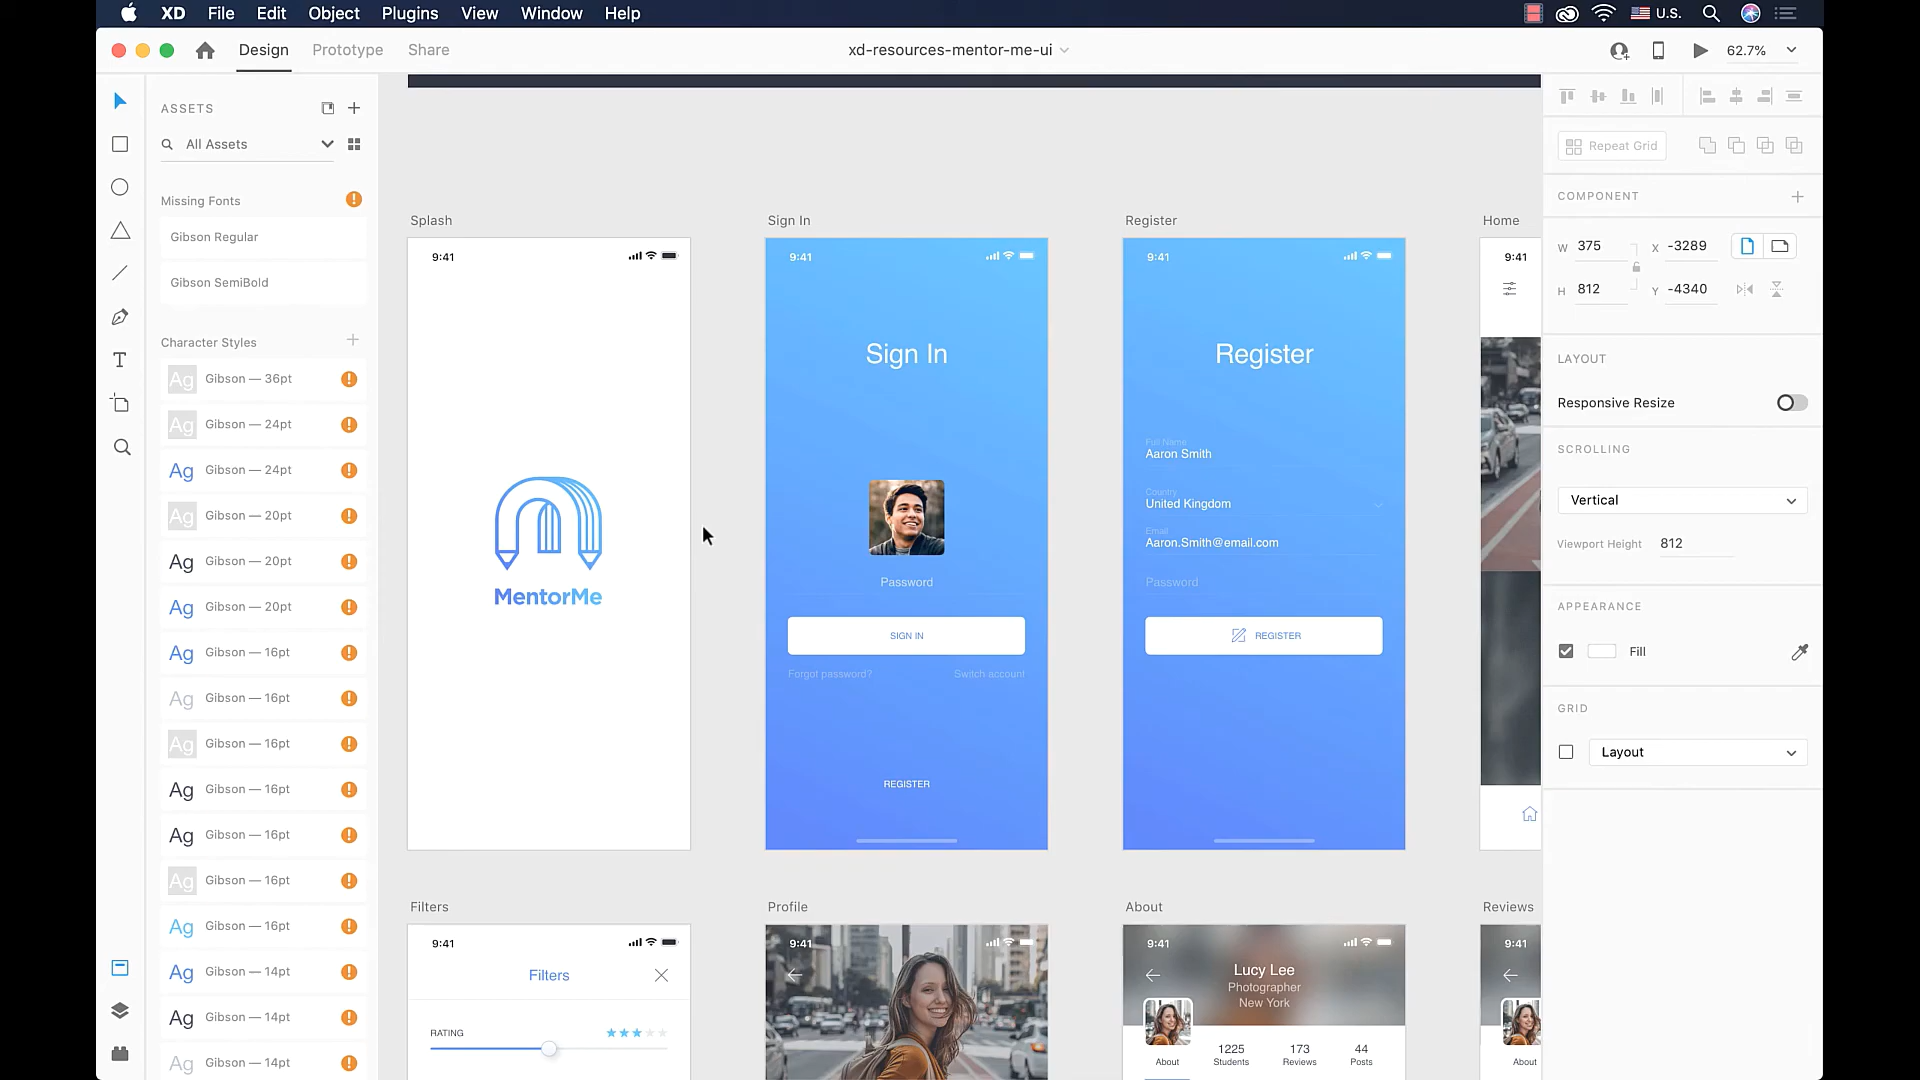 XD File Edit Object Plugins View Window Help
U.S.
Design Prototype Share
xd-resources-mentor-me-ui
62.7%
ASSETS
All Assets
Missing Fonts
Gibson Regular
Gibson SemiBold
Character Styles
Ag Gibson — 36pt
Ag Gibson — 24pt
Ag Gibson — 24pt
Ag Gibson — 20pt
Ag Gibson — 20pt
Ag Gibson — 20pt
Ag Gibson — 16pt
Ag Gibson — 16pt
Ag Gibson — 16pt
Ag Gibson — 16pt
Ag Gibson — 16pt
Ag Gibson — 16pt
Ag Gibson — 16pt
Ag Gibson — 14pt
Ag Gibson — 14pt
Ag Gibson — 14pt
Splash
9:41
MentorMe
Sign In
9:41
Sign In
Password
SIGN IN
Forgot password? Switch account
REGISTER
Register
9:41
Register
Full Name
Aaron Smith
Country
United Kingdom
Email
Aaron.Smith@email.com
Password
REGISTER
Home
9:41
Filters
9:41
Filters
RATING
Profile
9:41
About
9:41
Lucy Lee
Photographer
New York
About
1225
Students
173
Reviews
44
Posts
Reviews
9:41
About
Repeat Grid
COMPONENT
W 375 X -3289
H 812 Y -4340
LAYOUT
Responsive Resize
SCROLLING
Vertical
Viewport Height 812
APPEARANCE
Fill
GRID
Layout